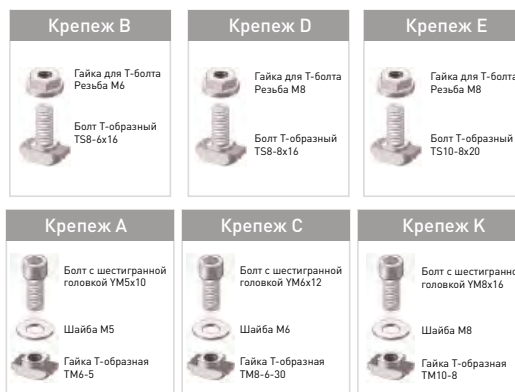 Крепеж B
Гайка для Т-болта
Резьба М6
Болт Т-образный
TS8-6x16
Крепеж D
Гайка для Т-болта
Резьба М8
Болт Т-образный
TS8-8x16
Крепеж E
Гайка для Т-болта
Резьба М8
Болт Т-образный
TS10-8x20
Крепеж A
Болт с шестигранной
головкой YM5x10
Шайба М5
Гайка Т-образная
TM6-5
Крепеж C
Болт с шестигранной
головкой YM6x12
Шайба М6
Гайка Т-образная
TM8-6-30
Крепеж K
Болт с шестигранно
головкой YM8x16
Шайба М8
Гайка Т-образная
TM10-8